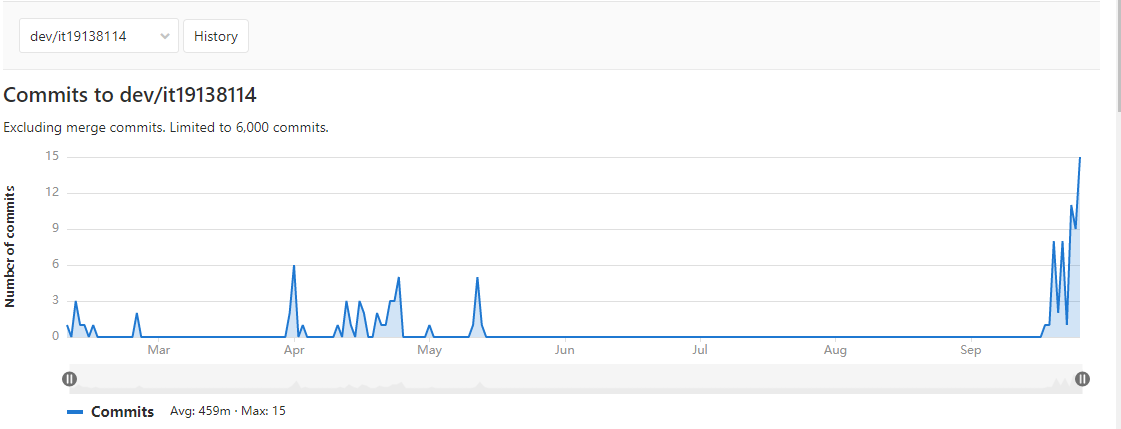 dev/it19138114 History
Commits to dev/it19138114
Excluding merge commits. Limited to 6,000 commits.
Number of commits
15
12
9
6
3
0
Mar Apr May Jun Jul Aug Sep
Commits Avg: 459m · Max: 15